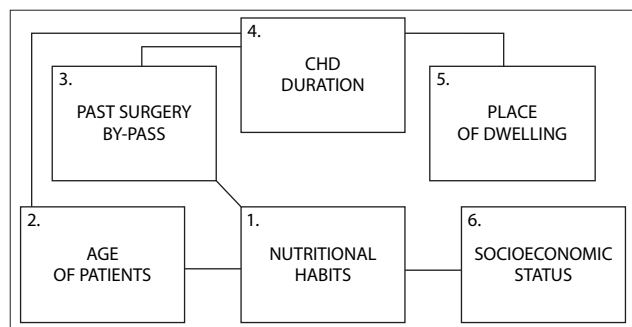 4.
CHD
DURATION
3.
PAST SURGERY
BY-PASS
5.
PLACE
OF DWELLING
2.
AGE
OF PATIENTS
1.
NUTRITIONAL
HABITS
6.
SOCIOECONOMIC
STATUS